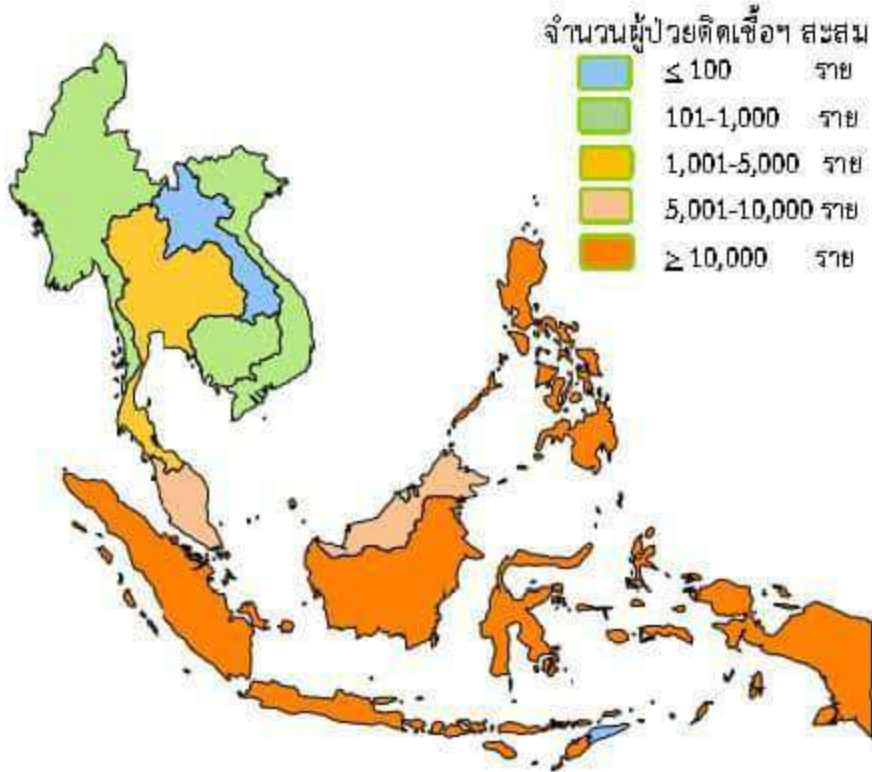 จำนวนผู้ป่วยติดเชื้อฯ สะสม
≤ 100 ราย
101-1,000 ราย
1,001-5,000 ราย
5,001-10,000 ราย
≥ 10,000 ราย